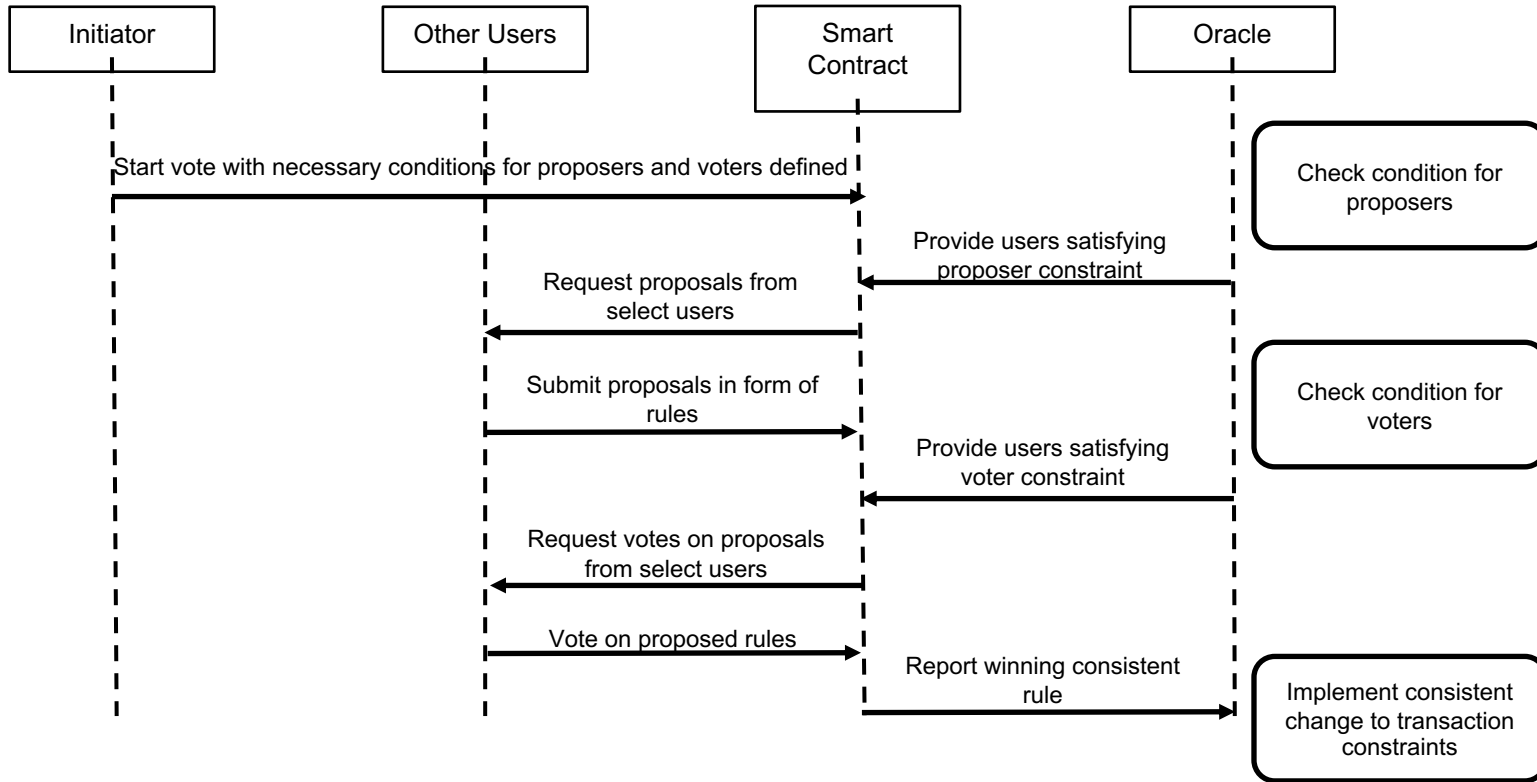 Initiator
Other Users
Smart
Contract
Oracle
Start vote with necessary conditions for proposers and voters defined
Check condition for
proposers
Provide users satisfying
proposer constraint
Request proposals from
select users
Submit proposals in form of
rules
Check condition for
voters
Provide users satisfying
voter constraint
Request votes on proposals
from select users
Vote on proposed rules
Report winning consistent
rule
Implement consistent
change to transaction
constraints